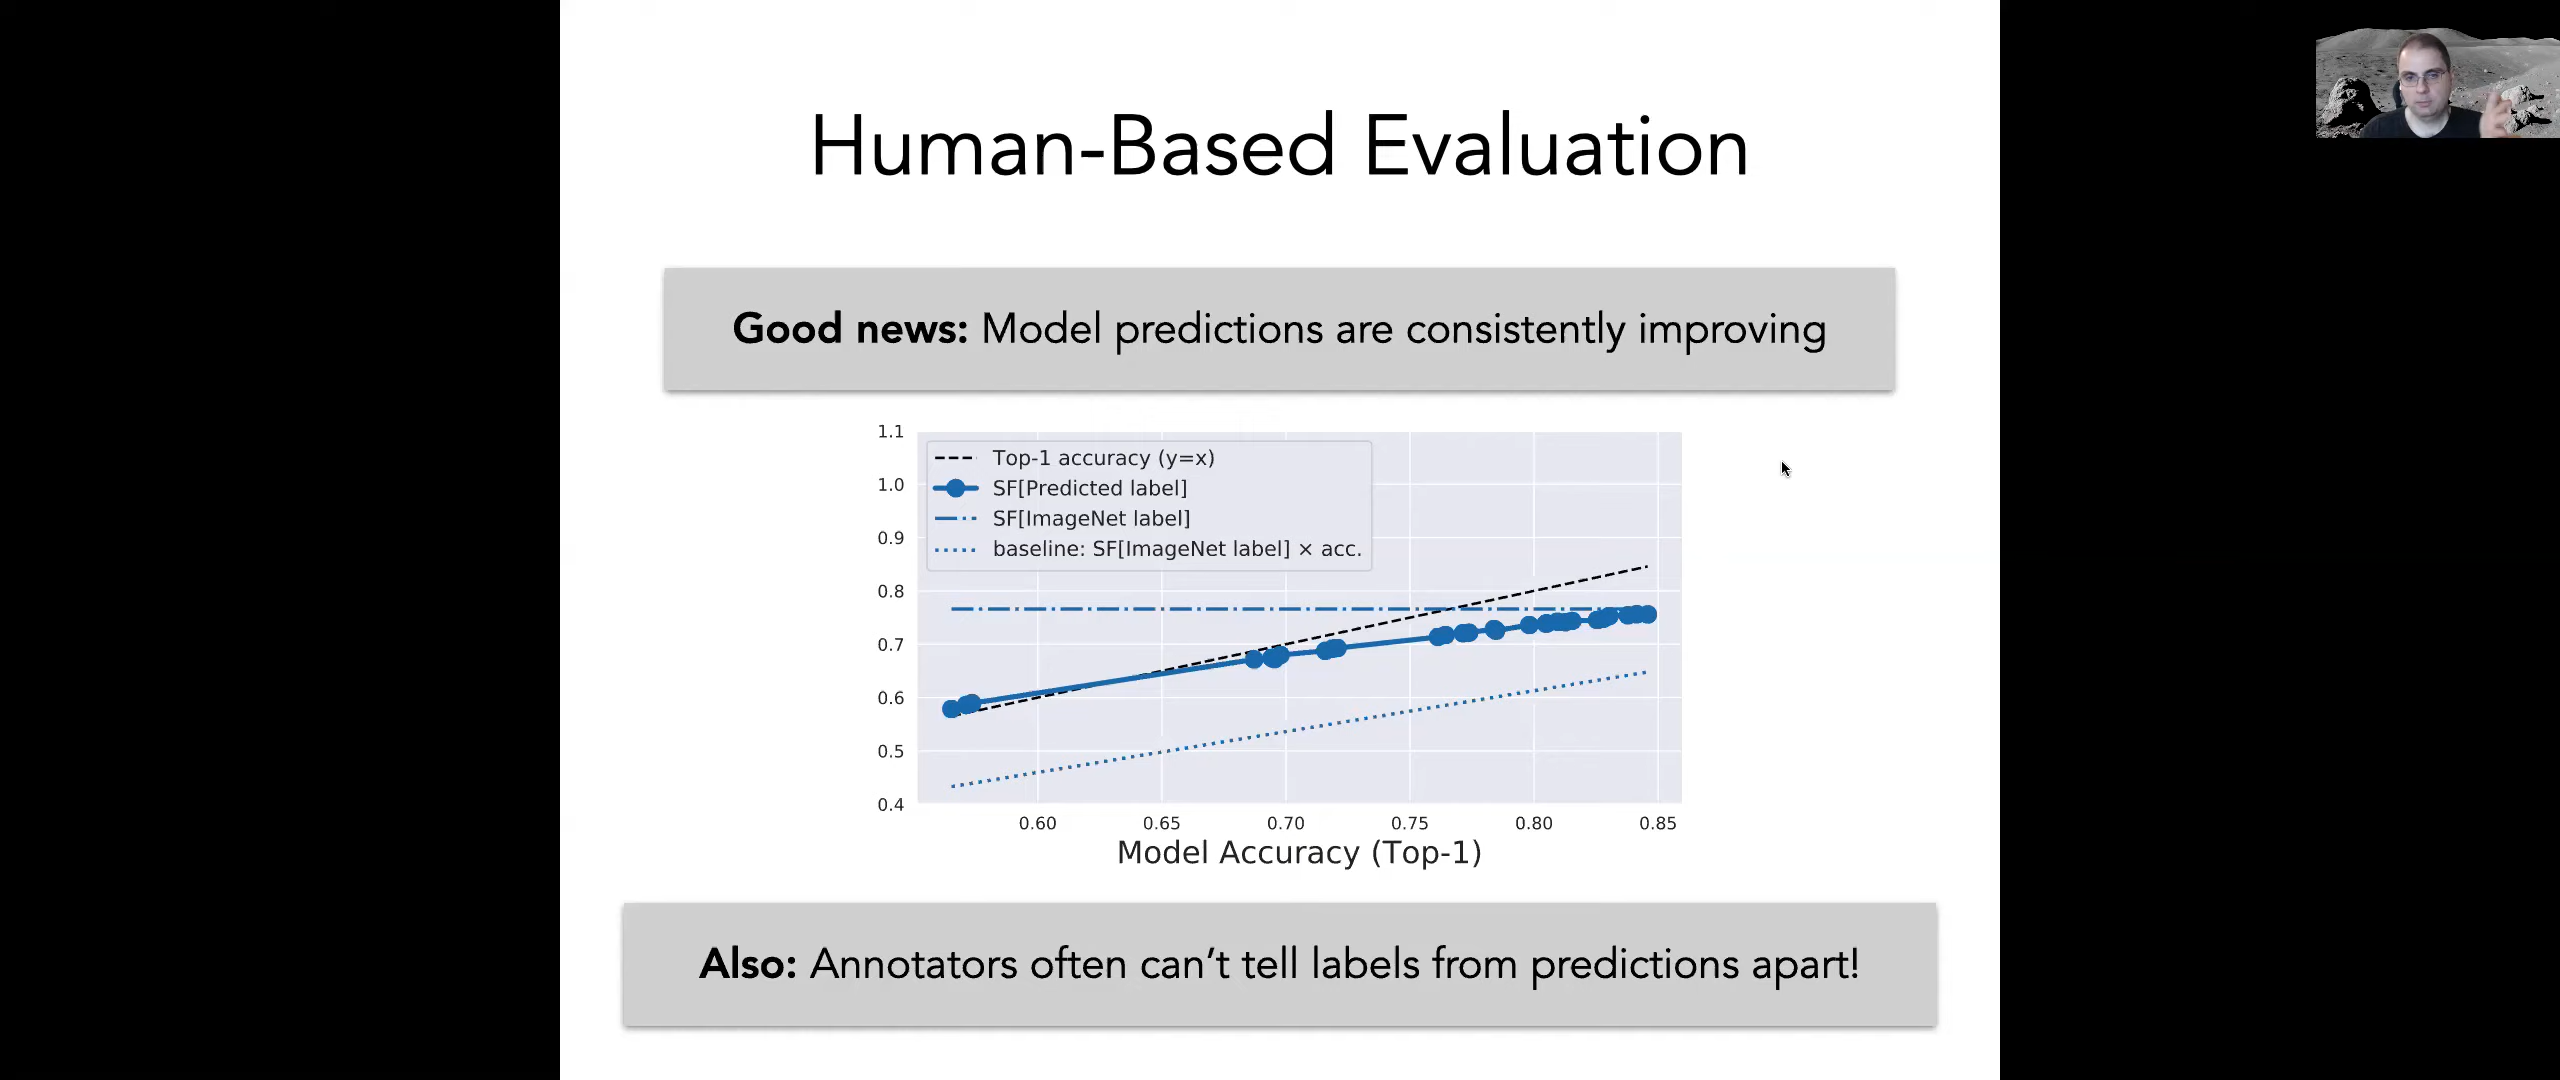 Human-Based Evaluation
Good news: Model predictions are consistently improving
1.1
1.0
0.9
0.8
0.7
0.6
0.5
0.4
Top-1 accuracy (y=x)
SF[Predicted label]
SF[ImageNet label]
baseline: SF[ImageNet label] × acc.
0.60 0.65 0.70 0.75 0.80 0.85
Model Accuracy (Top-1)
Also: Annotators often can’t tell labels from predictions apart!